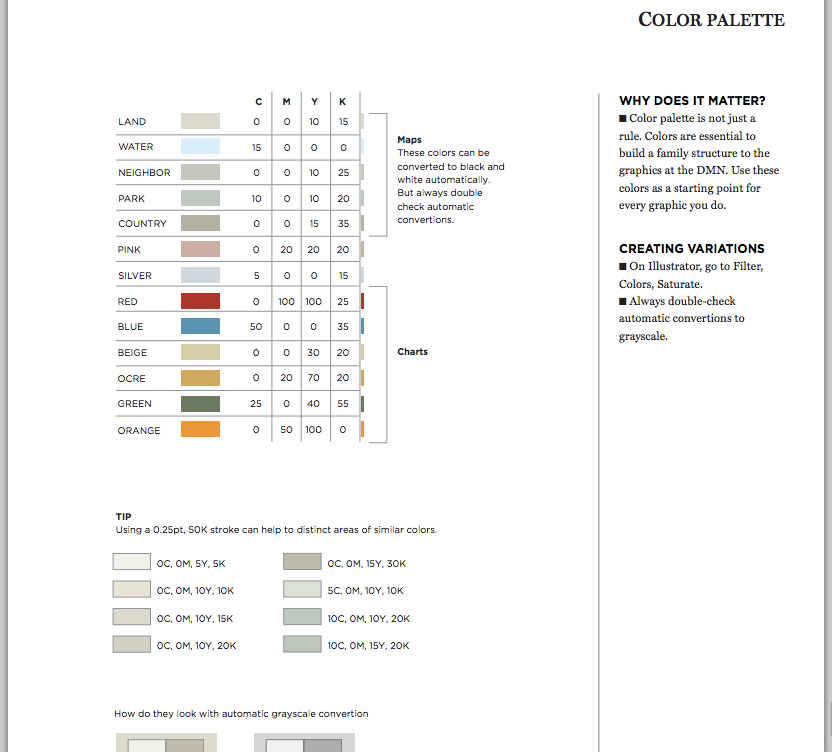 COLOR PALETTE
C M Y K
LAND 0 0 10 15
WATER 15 0 0 0
NEIGHBOR 0 0 10 25
PARK 10 0 10 20
COUNTRY 0 0 15 35
PINK 0 20 20 20
SILVER 5 0 0 15
RED 0 100 100 25
BLUE 50 0 0 35
BEIGE 0 0 30 20
OCRE 0 20 70 20
GREEN 25 0 40 55
ORANGE 0 50 100 0
Maps
These colors can be
converted to black and
white automatically.
But always double
check automatic
convertions.
Charts
WHY DOES IT MATTER?
■ Color palette is not just a
rule. Colors are essential to
build a family structure to the
graphics at the DMN. Use these
colors as a starting point for
every graphic you do.
CREATING VARIATIONS
■ On Illustrator, go to Filter,
Colors, Saturate.
■ Always double-check
automatic convertions to
grayscale.
TIP
Using a 0.25pt, 50K stroke can help to distinct areas of similar colors.
0C, 0M, 5Y, 5K
0C, 0M, 10Y, 10K
0C, 0M, 10Y, 15K
0C, 0M, 10Y, 20K
0C, 0M, 15Y, 30K
5C, 0M, 10Y, 10K
10C, 0M, 10Y, 20K
10C, 0M, 15Y, 20K
How do they look with automatic grayscale convertion